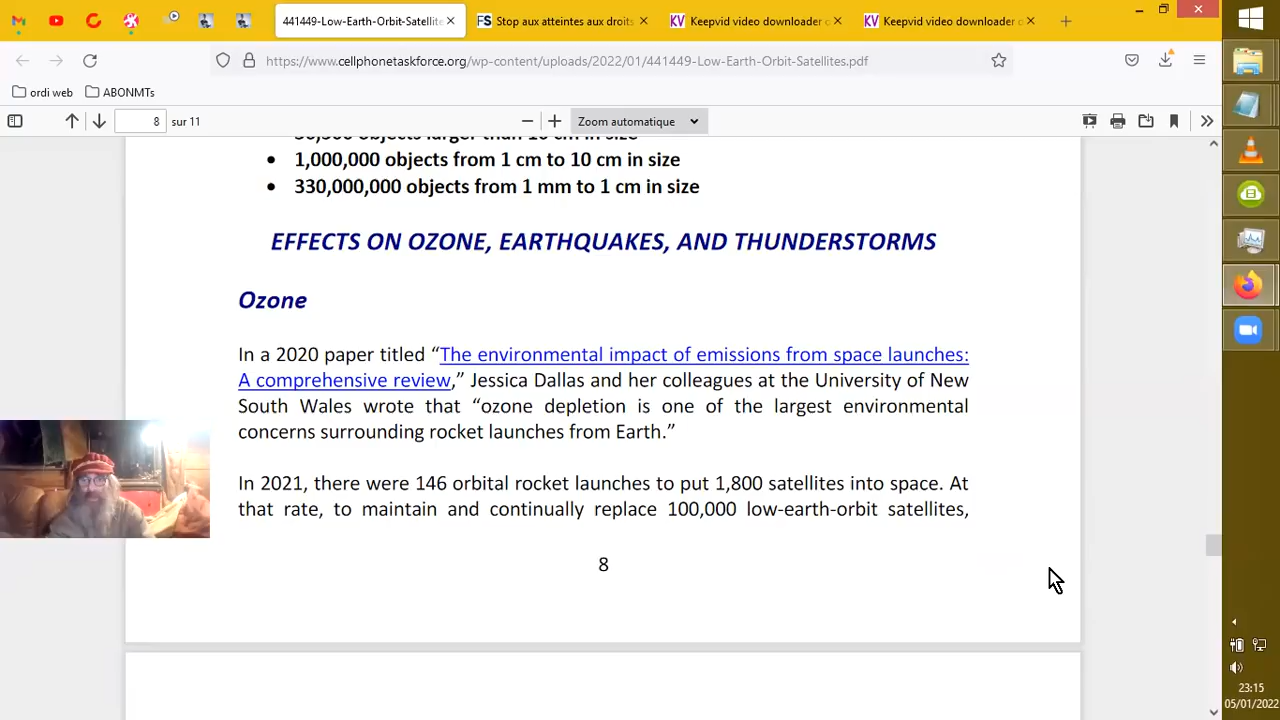 441449-Low-Earth-Orbit-Satellite
Stop aux atteintes aux droits
Keepvid video downloader o
Keepvid video downloader o
https://www.cellphonetaskforce.org/wp-content/uploads/2022/01/441449-Low-Earth-Orbit-Satellites.pdf
ordi web
ABONMTs
8 sur 11
Zoom automatique
objects larger than 10 cm in size
• 1,000,000 objects from 1 cm to 10 cm in size
• 330,000,000 objects from 1 mm to 1 cm in size
EFFECTS ON OZONE, EARTHQUAKES, AND THUNDERSTORMS
Ozone
In a 2020 paper titled “The environmental impact of emissions from space launches:
A comprehensive review,” Jessica Dallas and her colleagues at the University of New
South Wales wrote that “ozone depletion is one of the largest environmental
concerns surrounding rocket launches from Earth.”
In 2021, there were 146 orbital rocket launches to put 1,800 satellites into space. At
that rate, to maintain and continually replace 100,000 low-earth-orbit satellites,
8
23:15
05/01/2022